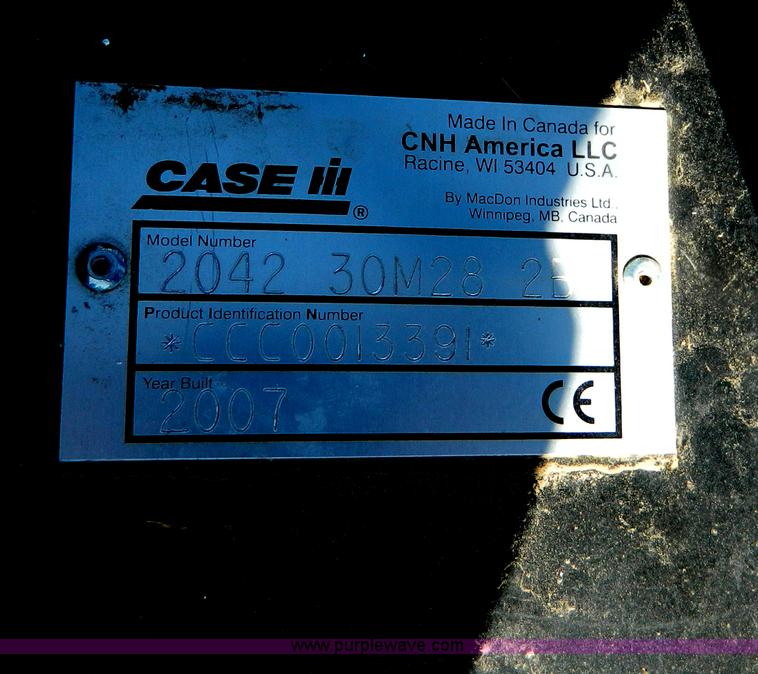 Made In Canada for
CNH America LLC
Racine, WI 53404 U.S.A.
CASE IH ®
By MacDon Industries Ltd.
Winnipeg, MB, Canada
Model Number
2042 30M28
Product Identification Number
*CCC0013391*
Year Built
2007
CE
www.purplewave.com